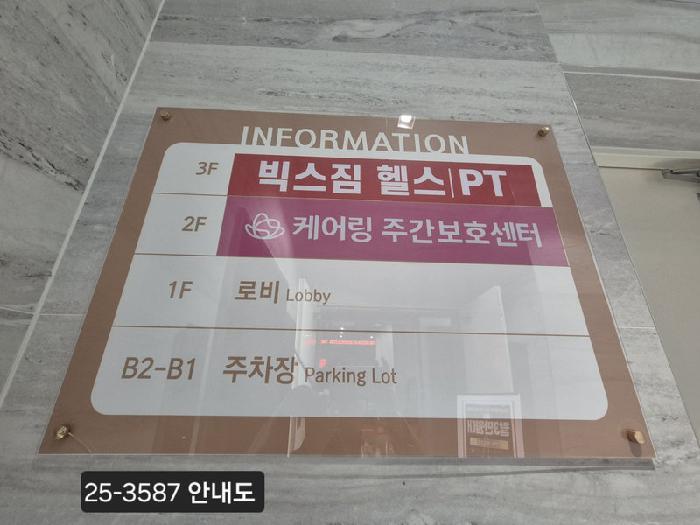 INFORMATION
3F 빅스짐 헬스|PT
2F 케어링 주간보호센터
1F 로비 Lobby
B2-B1 주차장 Parking Lot
25-3587 안내도